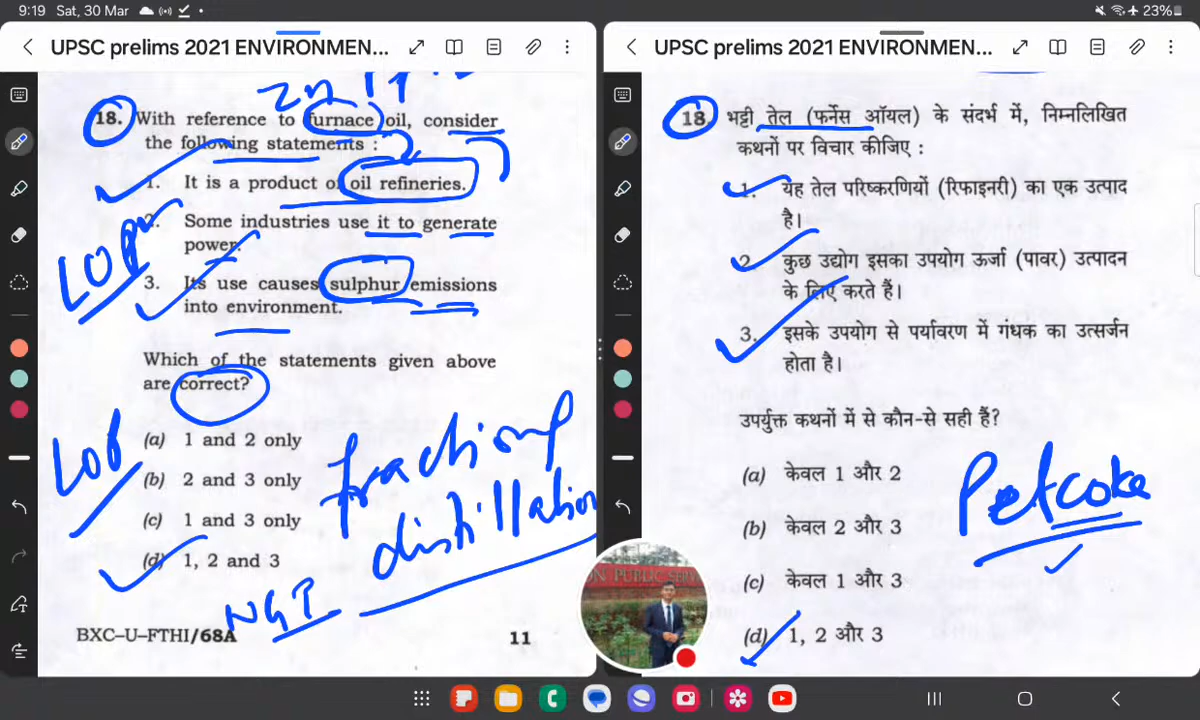 9:19 Sat, 30 Mar
23%
UPSC prelims 2021 ENVIRONMEN...
18. With reference to furnace oil, consider
the following statements :
1. It is a product of oil refineries.
2. Some industries use it to generate
power.
3. Its use causes sulphur emissions
into environment.
Which of the statements given above
are correct?
(a) 1 and 2 only
(b) 2 and 3 only
(c) 1 and 3 only
(d) 1, 2 and 3
fractional
distillation
NGT
BXC-U-FTHI/68A
11
UPSC prelims 2021 ENVIRONMEN...
18. भट्टी तेल (फर्नेस ऑयल) के संदर्भ में, निम्नलिखित
कथनों पर विचार कीजिए :
1. यह तेल परिष्करणियों (रिफाइनरी) का एक उत्पाद
है।
2. कुछ उद्योग इसका उपयोग ऊर्जा (पावर) उत्पादन
के लिए करते हैं।
3. इसके उपयोग से पर्यावरण में गंधक का उत्सर्जन
होता है।
उपर्युक्त कथनों में से कौन-से सही हैं?
(a) केवल 1 और 2
(b) केवल 2 और 3
(c) केवल 1 और 3
(d) 1, 2 और 3
Petcoke
ON PUBLIC SERV